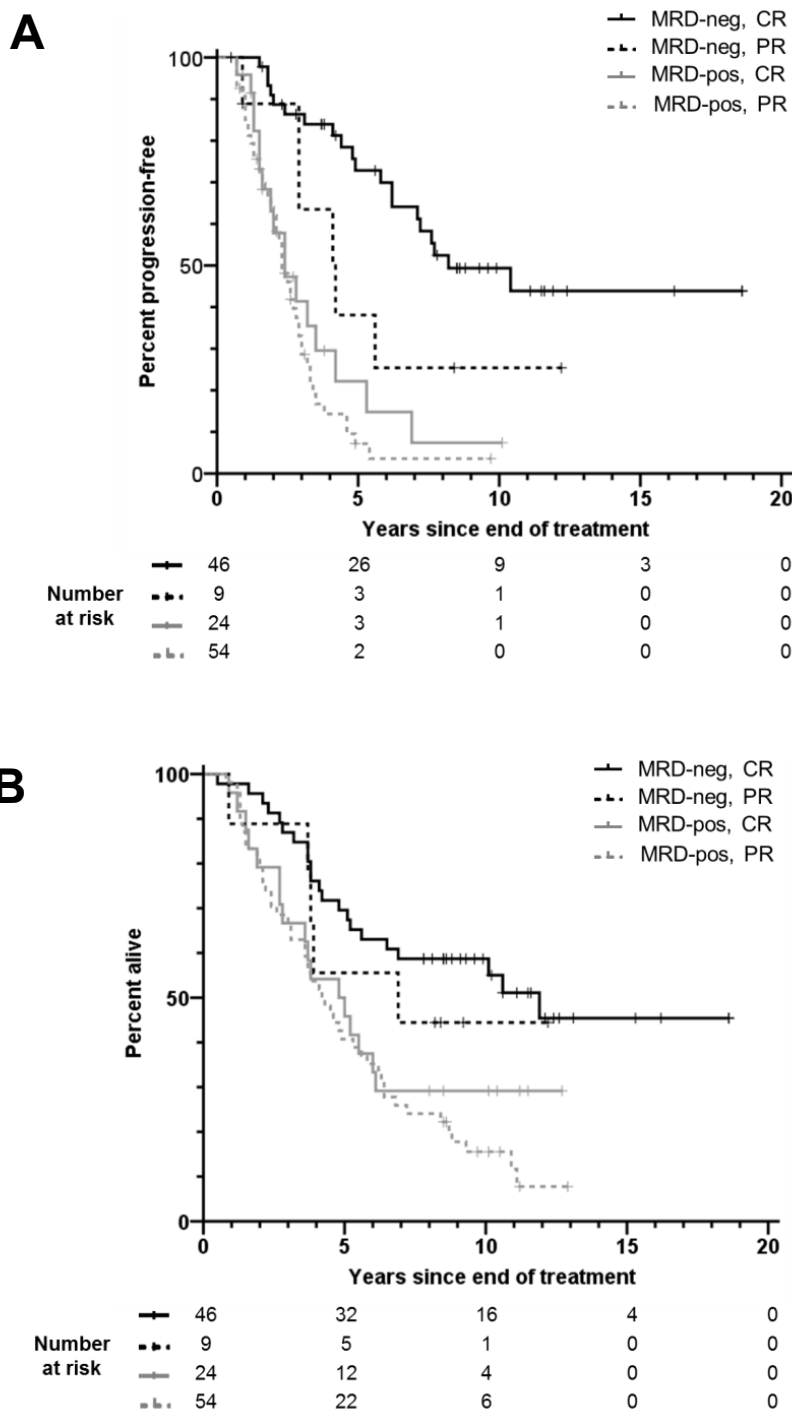 A
MRD-neg, CR
MRD-neg, PR
MRD-pos, CR
MRD-pos, PR
100
50
0
Percent progression-free
0 5 10 15 20
Years since end of treatment
Number at risk
46 26 9 3 0
9 3 1 0 0
24 3 1 0 0
54 2 0 0 0
B
MRD-neg, CR
MRD-neg, PR
MRD-pos, CR
MRD-pos, PR
100
50
0
Percent alive
0 5 10 15 20
Years since end of treatment
Number at risk
46 32 16 4 0
9 5 1 0 0
24 12 4 0 0
54 22 6 0 0